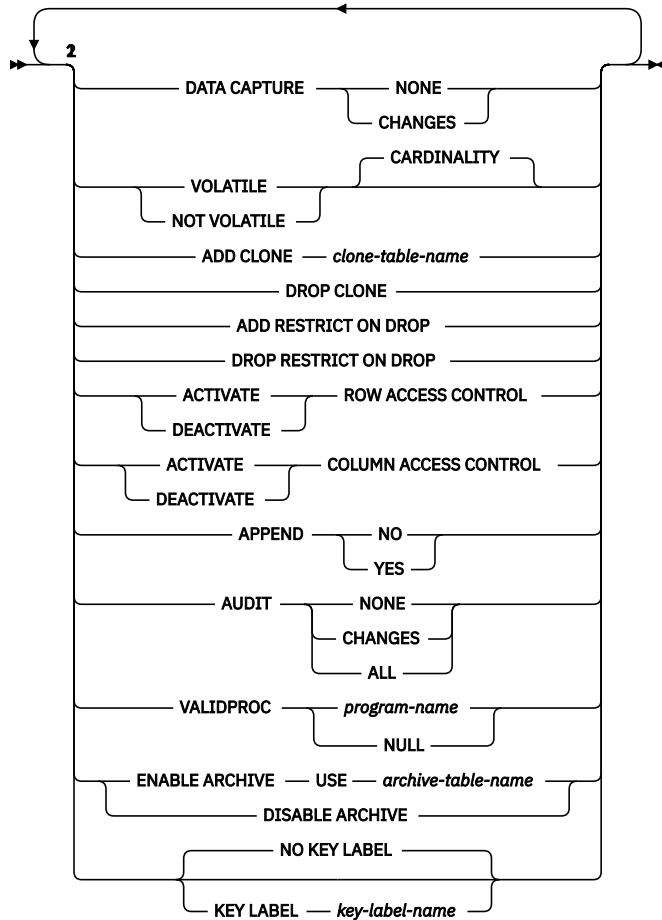 2
DATA CAPTURE NONE
CHANGES
CARDINALITY
VOLATILE
NOT VOLATILE
ADD CLONE clone-table-name
DROP CLONE
ADD RESTRICT ON DROP
DROP RESTRICT ON DROP
ACTIVATE ROW ACCESS CONTROL
DEACTIVATE
ACTIVATE COLUMN ACCESS CONTROL
DEACTIVATE
APPEND NO
YES
AUDIT NONE
CHANGES
ALL
VALIDPROC program-name
NULL
ENABLE ARCHIVE USE archive-table-name
DISABLE ARCHIVE
NO KEY LABEL
KEY LABEL key-label-name